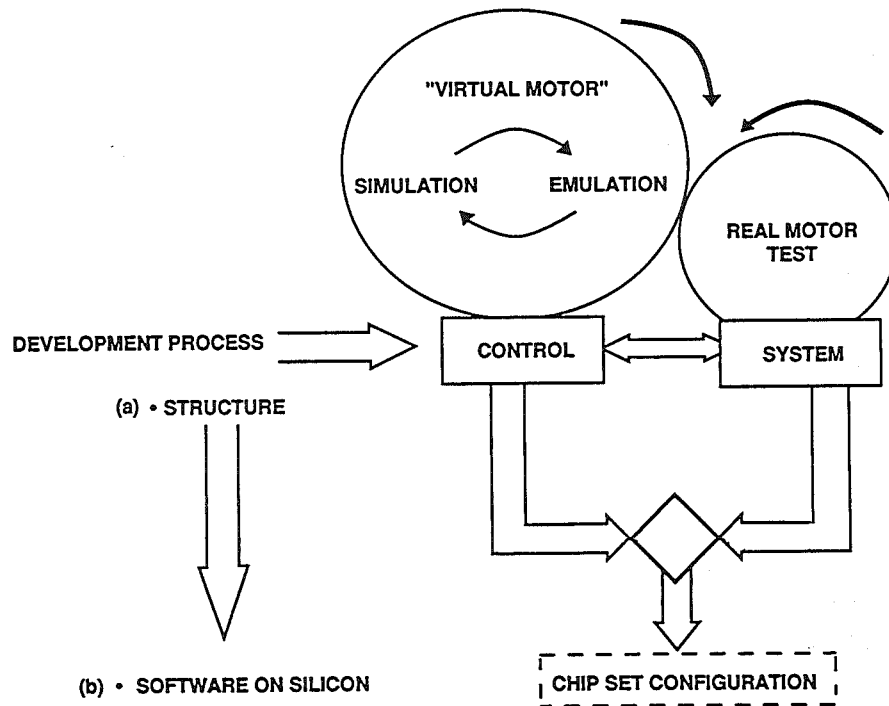 "VIRTUAL MOTOR"
SIMULATION
EMULATION
REAL MOTOR
TEST
DEVELOPMENT PROCESS
CONTROL
SYSTEM
(a) • STRUCTURE
(b) • SOFTWARE ON SILICON
CHIP SET CONFIGURATION